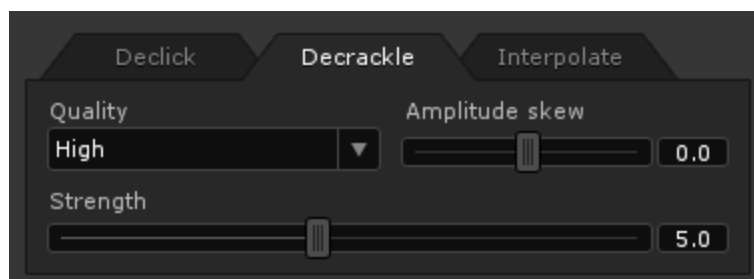 Declick Decrackle Interpolate
Quality Amplitude skew
High 0.0
Strength
5.0